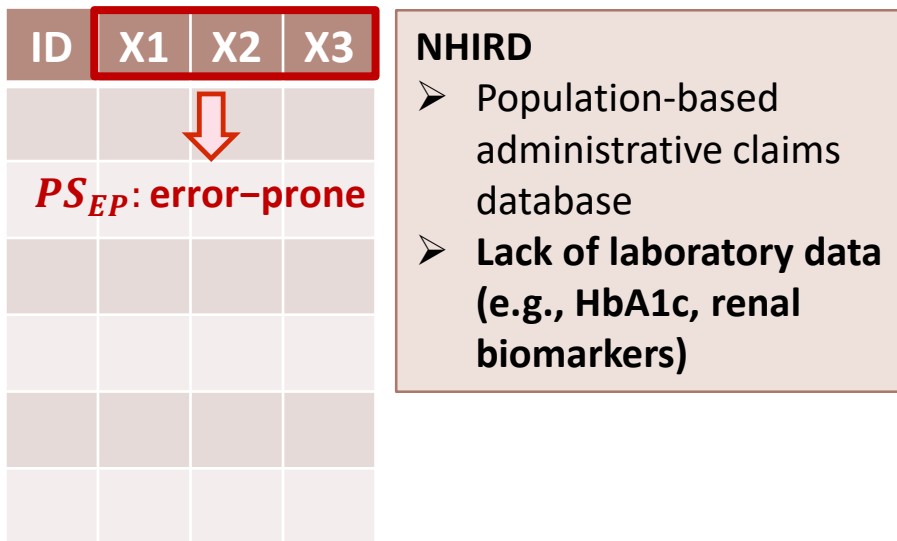 ID X1 X2 X3
PS_EP: error–prone
NHIRD
➢ Population-based
administrative claims
database
➢ Lack of laboratory data
(e.g., HbA1c, renal
biomarkers)